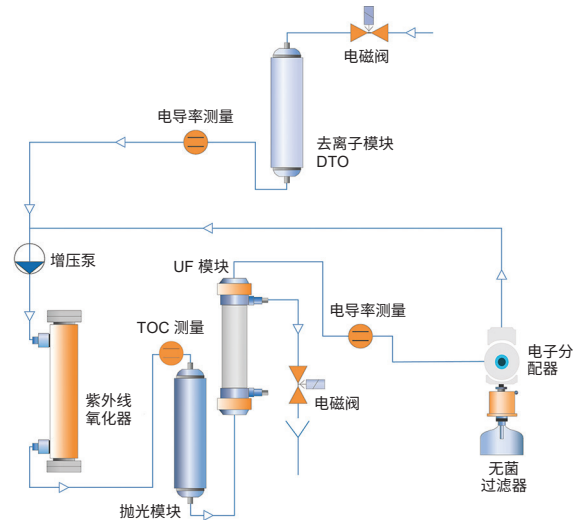 电磁阀
电导率测量
去离子模块
DTO
增压泵
UF 模块
电导率测量
TOC 测量
电子分
配器
紫外线
氧化器
电磁阀
无菌
过滤器
抛光模块